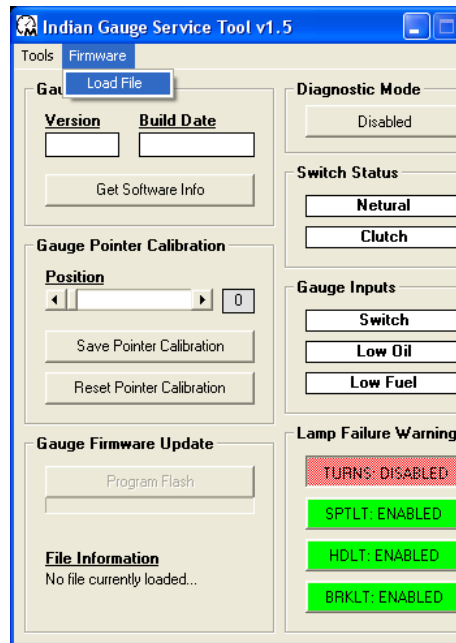 Indian Gauge Service Tool v1.5
Tools Firmware
Load File
Gau
Version Build Date
Get Software Info
Gauge Pointer Calibration
Position
0
Save Pointer Calibration
Reset Pointer Calibration
Gauge Firmware Update
Program Flash
File Information
No file currently loaded...
Diagnostic Mode
Disabled
Switch Status
Netural
Clutch
Gauge Inputs
Switch
Low Oil
Low Fuel
Lamp Failure Warning
TURNS: DISABLED
SPTLT: ENABLED
HDLT: ENABLED
BRKLT: ENABLED